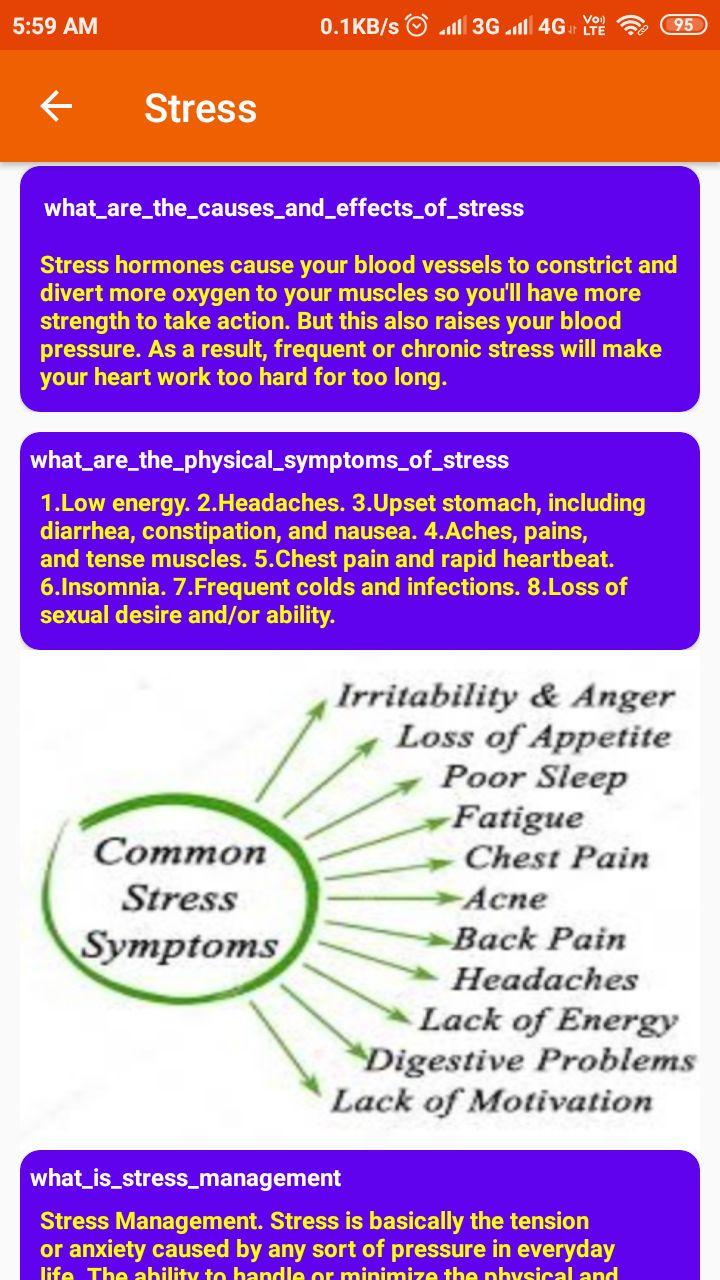 5:59 AM 0.1KB/s 3G 4G Vo) LTE 95
Stress
what_are_the_causes_and_effects_of_stress
Stress hormones cause your blood vessels to constrict and
divert more oxygen to your muscles so you'll have more
strength to take action. But this also raises your blood
pressure. As a result, frequent or chronic stress will make
your heart work too hard for too long.
what_are_the_physical_symptoms_of_stress
1.Low energy. 2.Headaches. 3.Upset stomach, including
diarrhea, constipation, and nausea. 4.Aches, pains,
and tense muscles. 5.Chest pain and rapid heartbeat.
6.Insomnia. 7.Frequent colds and infections. 8.Loss of
sexual desire and/or ability.
Common
Stress
Symptoms
Irritability & Anger
Loss of Appetite
Poor Sleep
Fatigue
Chest Pain
Acne
Back Pain
Headaches
Lack of Energy
Digestive Problems
Lack of Motivation
what_is_stress_management
Stress Management. Stress is basically the tension
or anxiety caused by any sort of pressure in everyday
life. The ability to handle or minimize the physical and